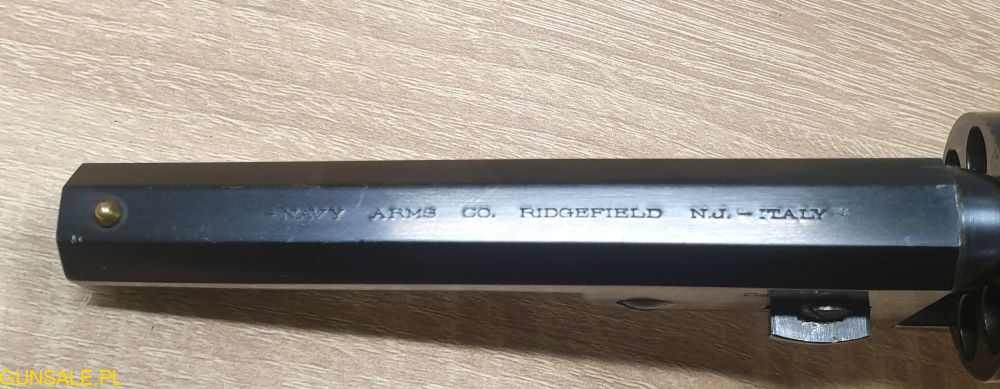 -NAVY ARMS CO. RIDGEFIELD N.J. - ITALY-
GUNSALE.PL